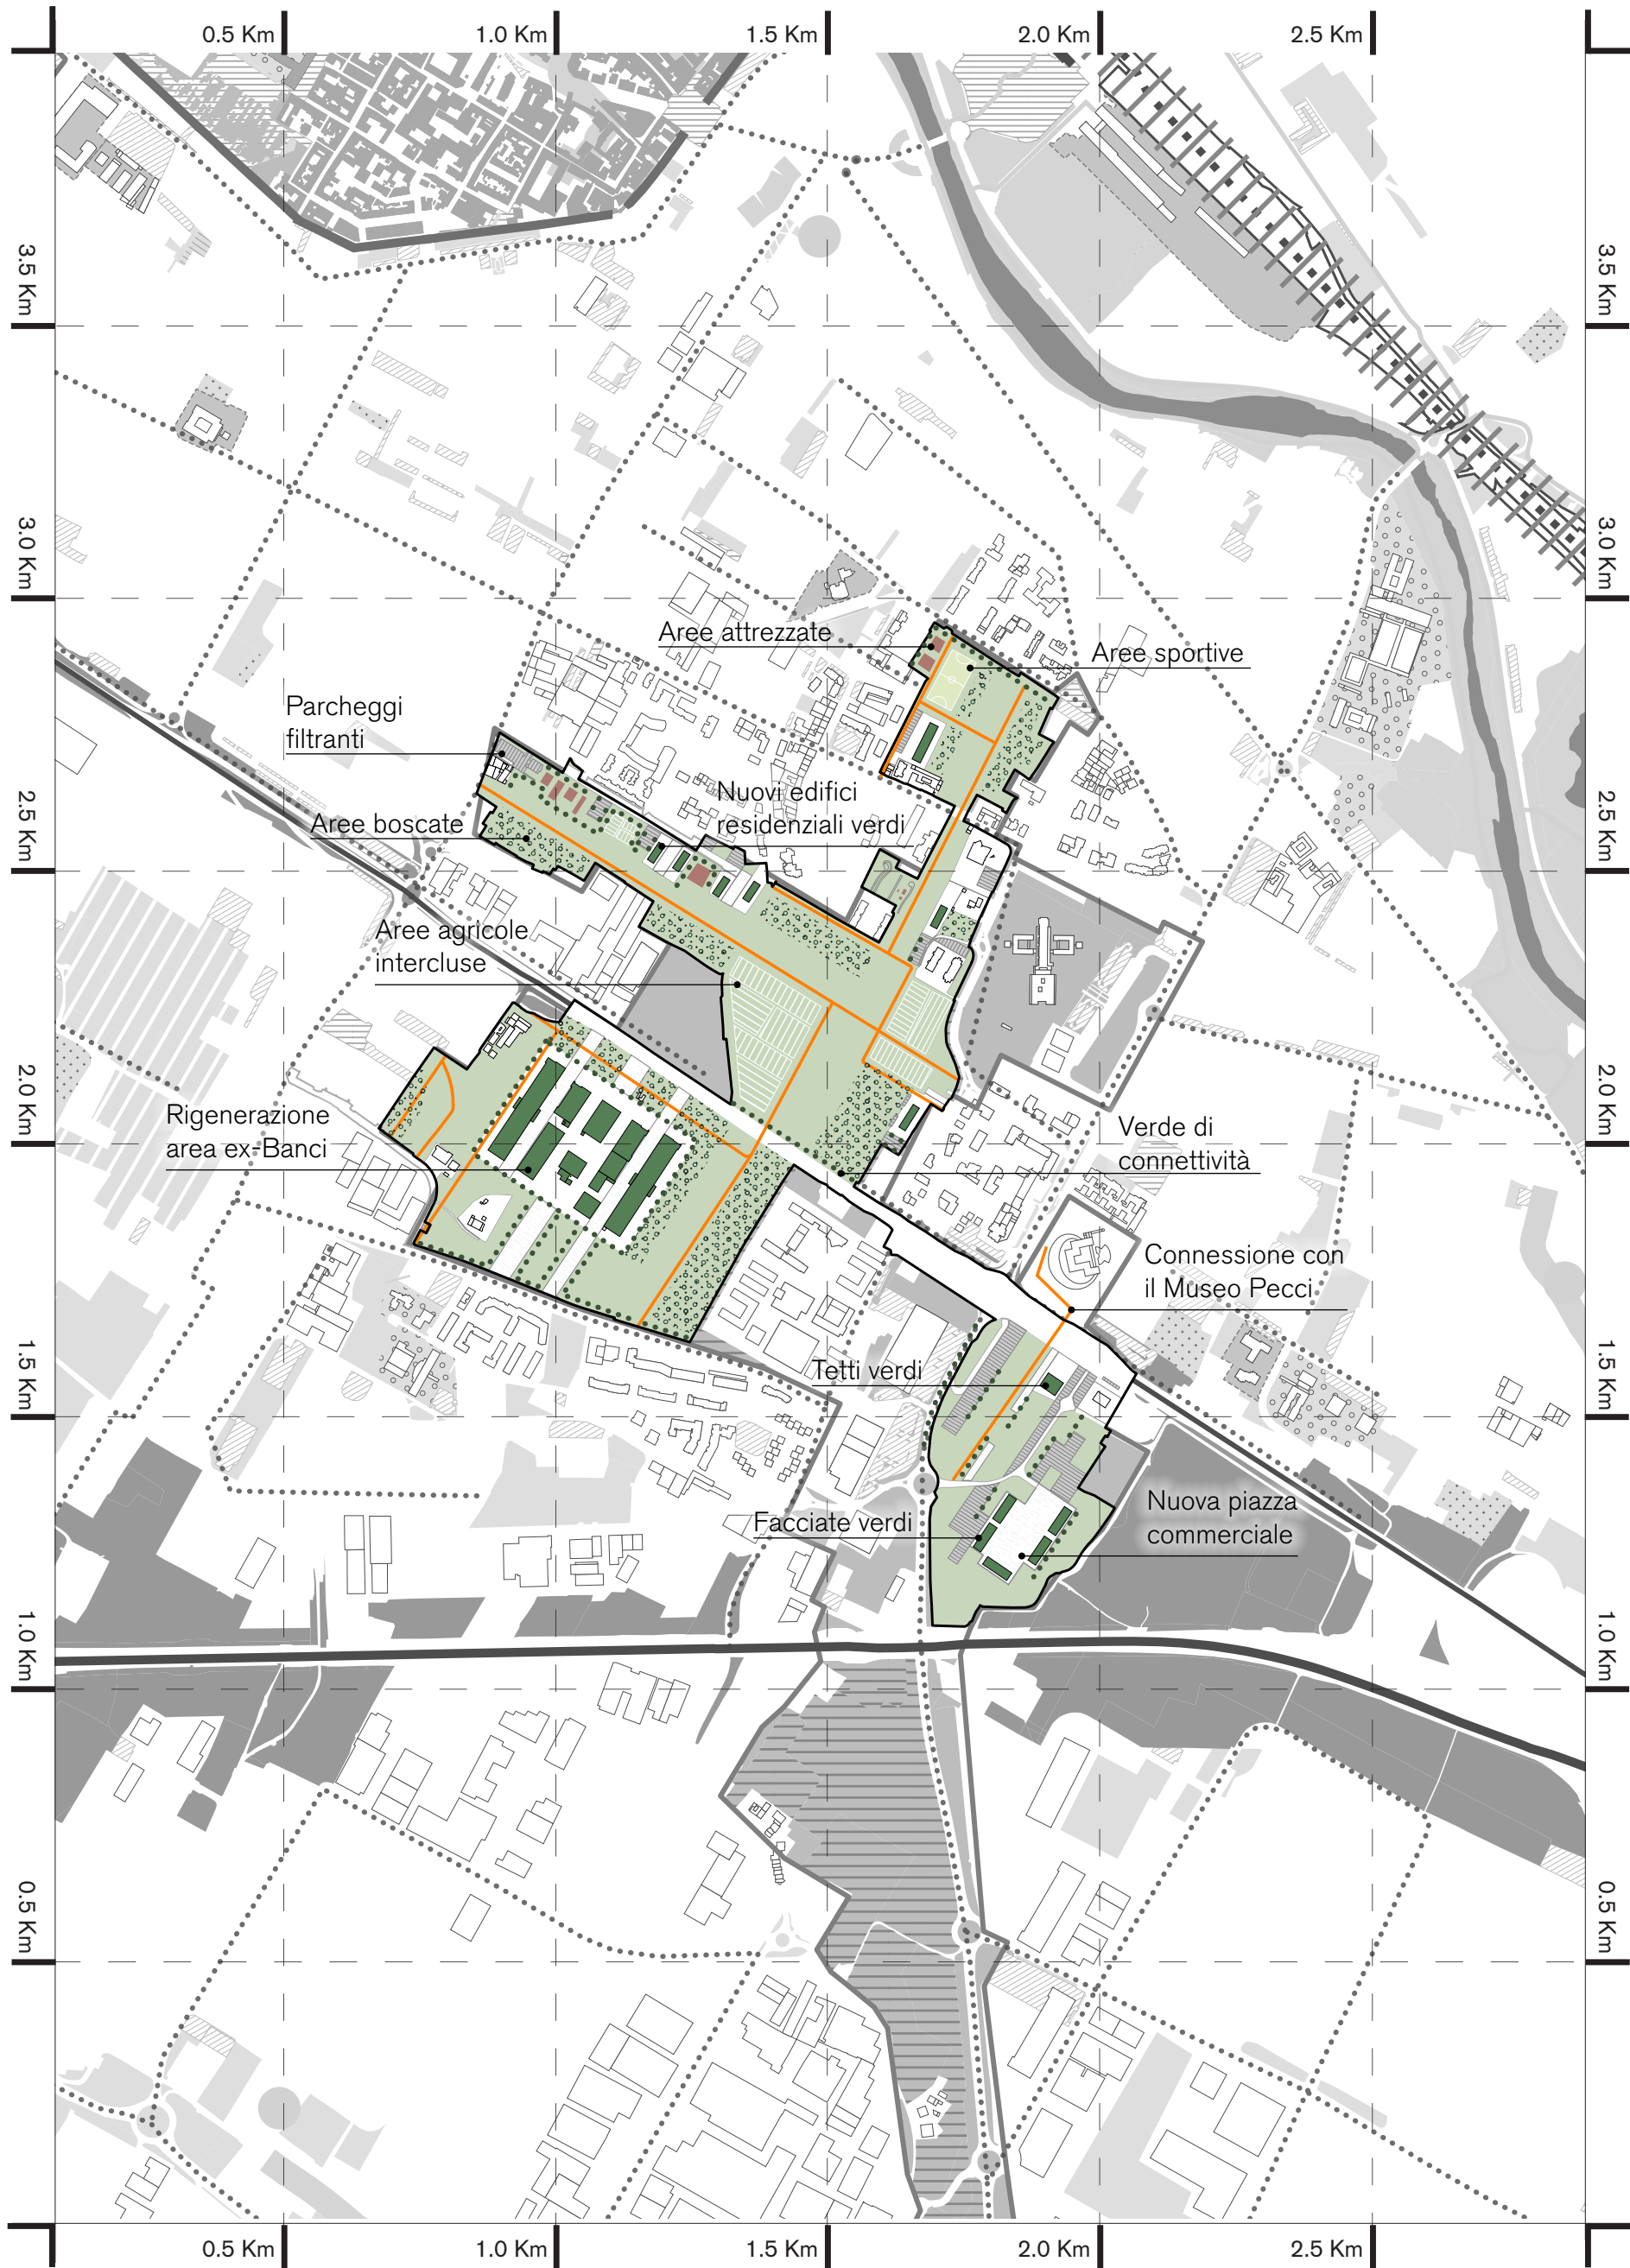 0.5 Km
1.0 Km
1.5 Km
2.0 Km
2.5 Km
3.5 Km
3.5 Km
3.0 Km
3.0 Km
Aree attrezzate
Aree sportive
Parcheggi
filtranti
Nuovi edifici
residenziali verdi
2.5 Km
2.5 Km
Aree boscate
Aree agricole
intercluse
2.0 Km
2.0 Km
Rigenerazione
area ex-Banci
Verde di
connettività
Connessione con
il Museo Pecci
1.5 Km
1.5 Km
Tetti verdi
Nuova piazza
commerciale
Facciate verdi
1.0 Km
1.0 Km
0.5 Km
0.5 Km
0.5 Km
1.0 Km
1.5 Km
2.0 Km
2.5 Km